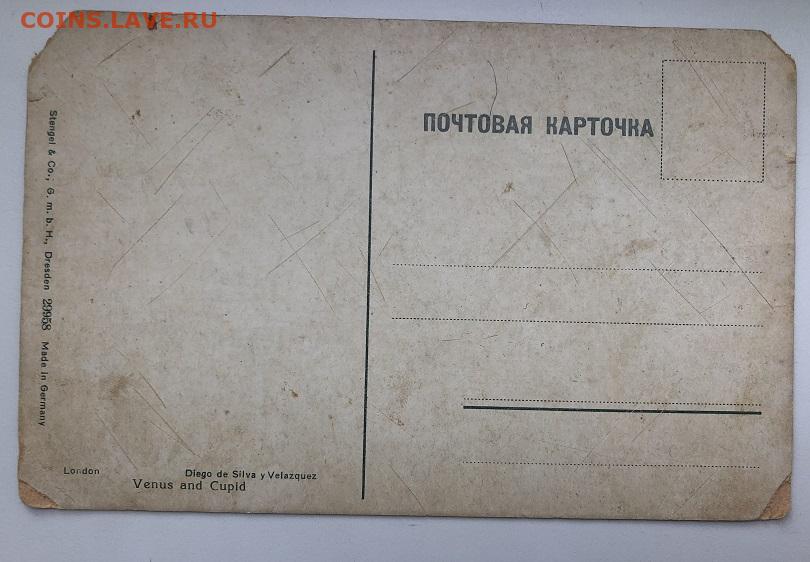 COINS.LAVE.RU
ПОЧТОВАЯ КАРТОЧКА
Stengel & Co., G. m. b. H., Dresden 29958 Made in Germany
London
Diego de Silva y Velazquez
Venus and Cupid